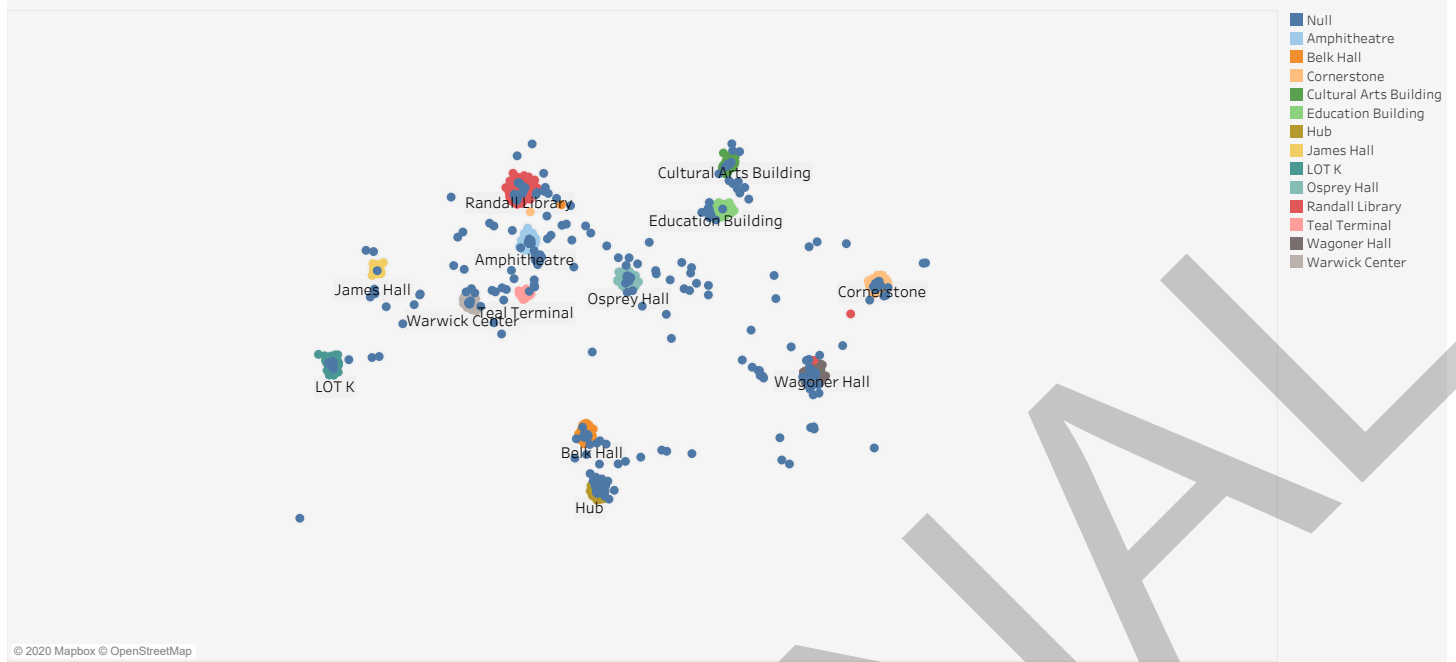 Null
Amphitheatre
Belk Hall
Cornerstone
Cultural Arts Building
Education Building
Hub
James Hall
LOT K
Osprey Hall
Randall Library
Teal Terminal
Wagoner Hall
Warwick Center
Cultural Arts Building
Randall Library
Education Building
Amphitheatre
James Hall
Osprey Hall
Cornerstone
Teal Terminal
Warwick Center
LOT K
Wagoner Hall
Belk Hall
Hub
© 2020 Mapbox © OpenStreetMap